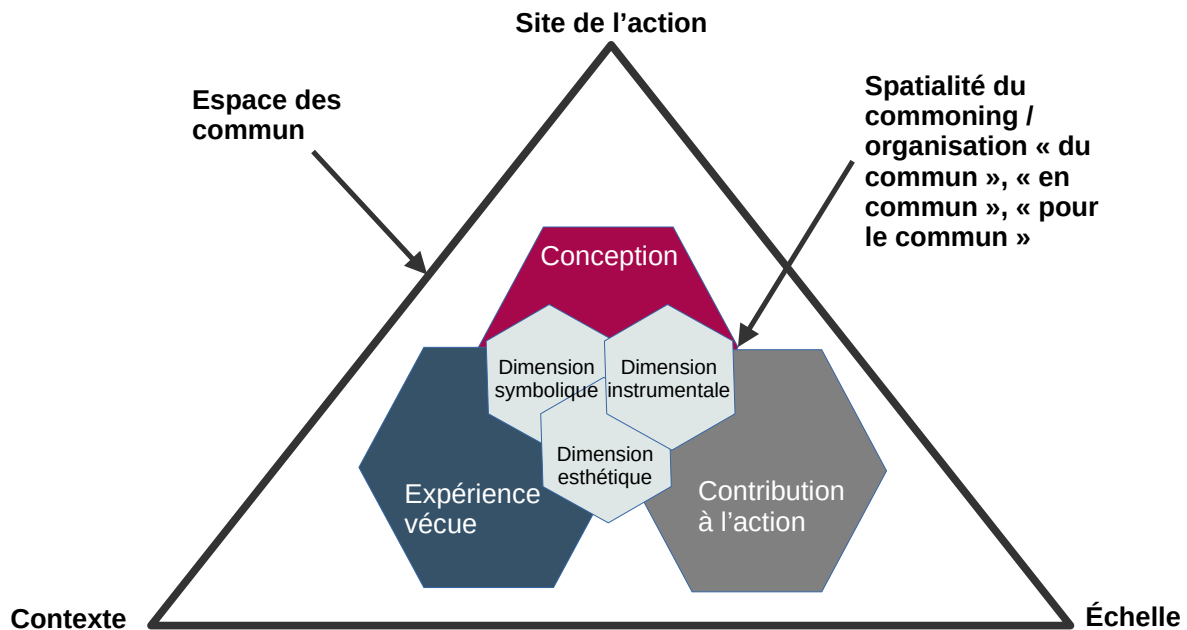 Site de l’action
Espace des
commun
Spatialité du
commoning /
organisation « du
commun », « en
commun », « pour
le commun »
Conception
Dimension
symbolique
Dimension
instrumentale
Dimension
esthétique
Expérience
vécue
Contribution
à l’action
Contexte
Échelle